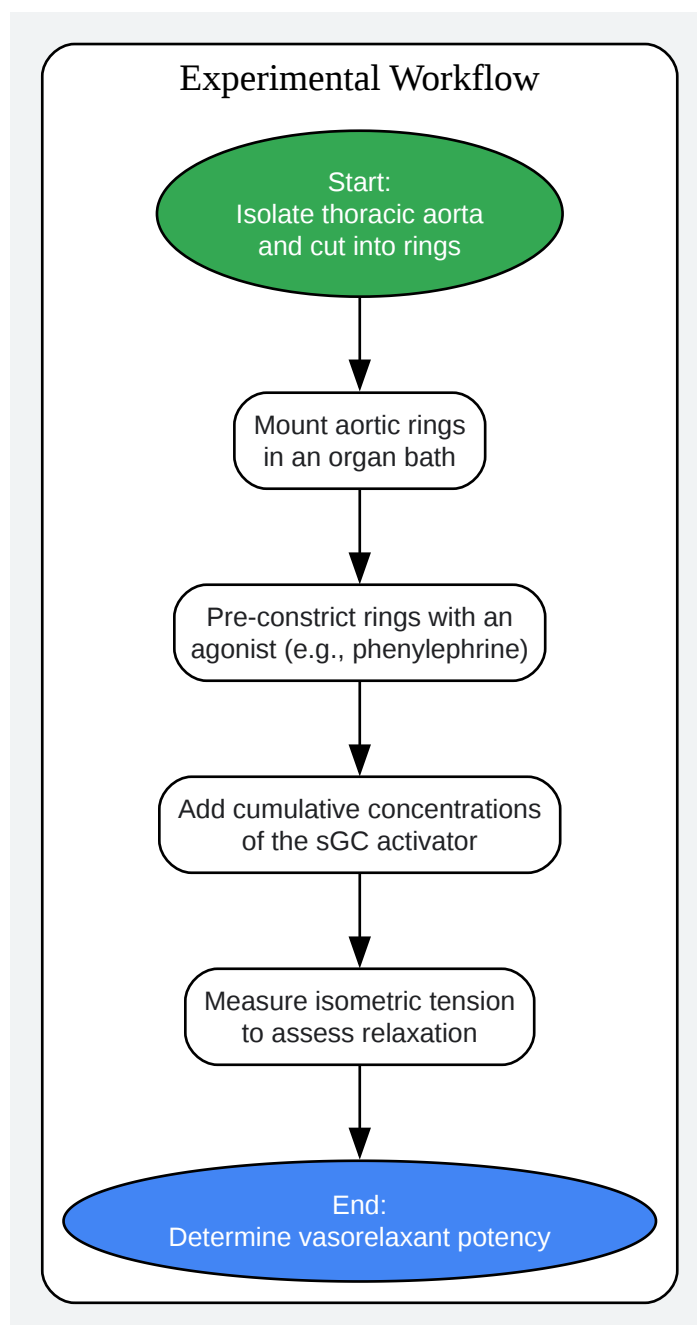 Experimental Workflow
Start:
Isolate thoracic aorta
and cut into rings
Mount aortic rings
in an organ bath
Pre-constrict rings with an
agonist (e.g., phenylephrine)
Add cumulative concentrations
of the sGC activator
Measure isometric tension
to assess relaxation
End:
Determine vasorelaxant potency